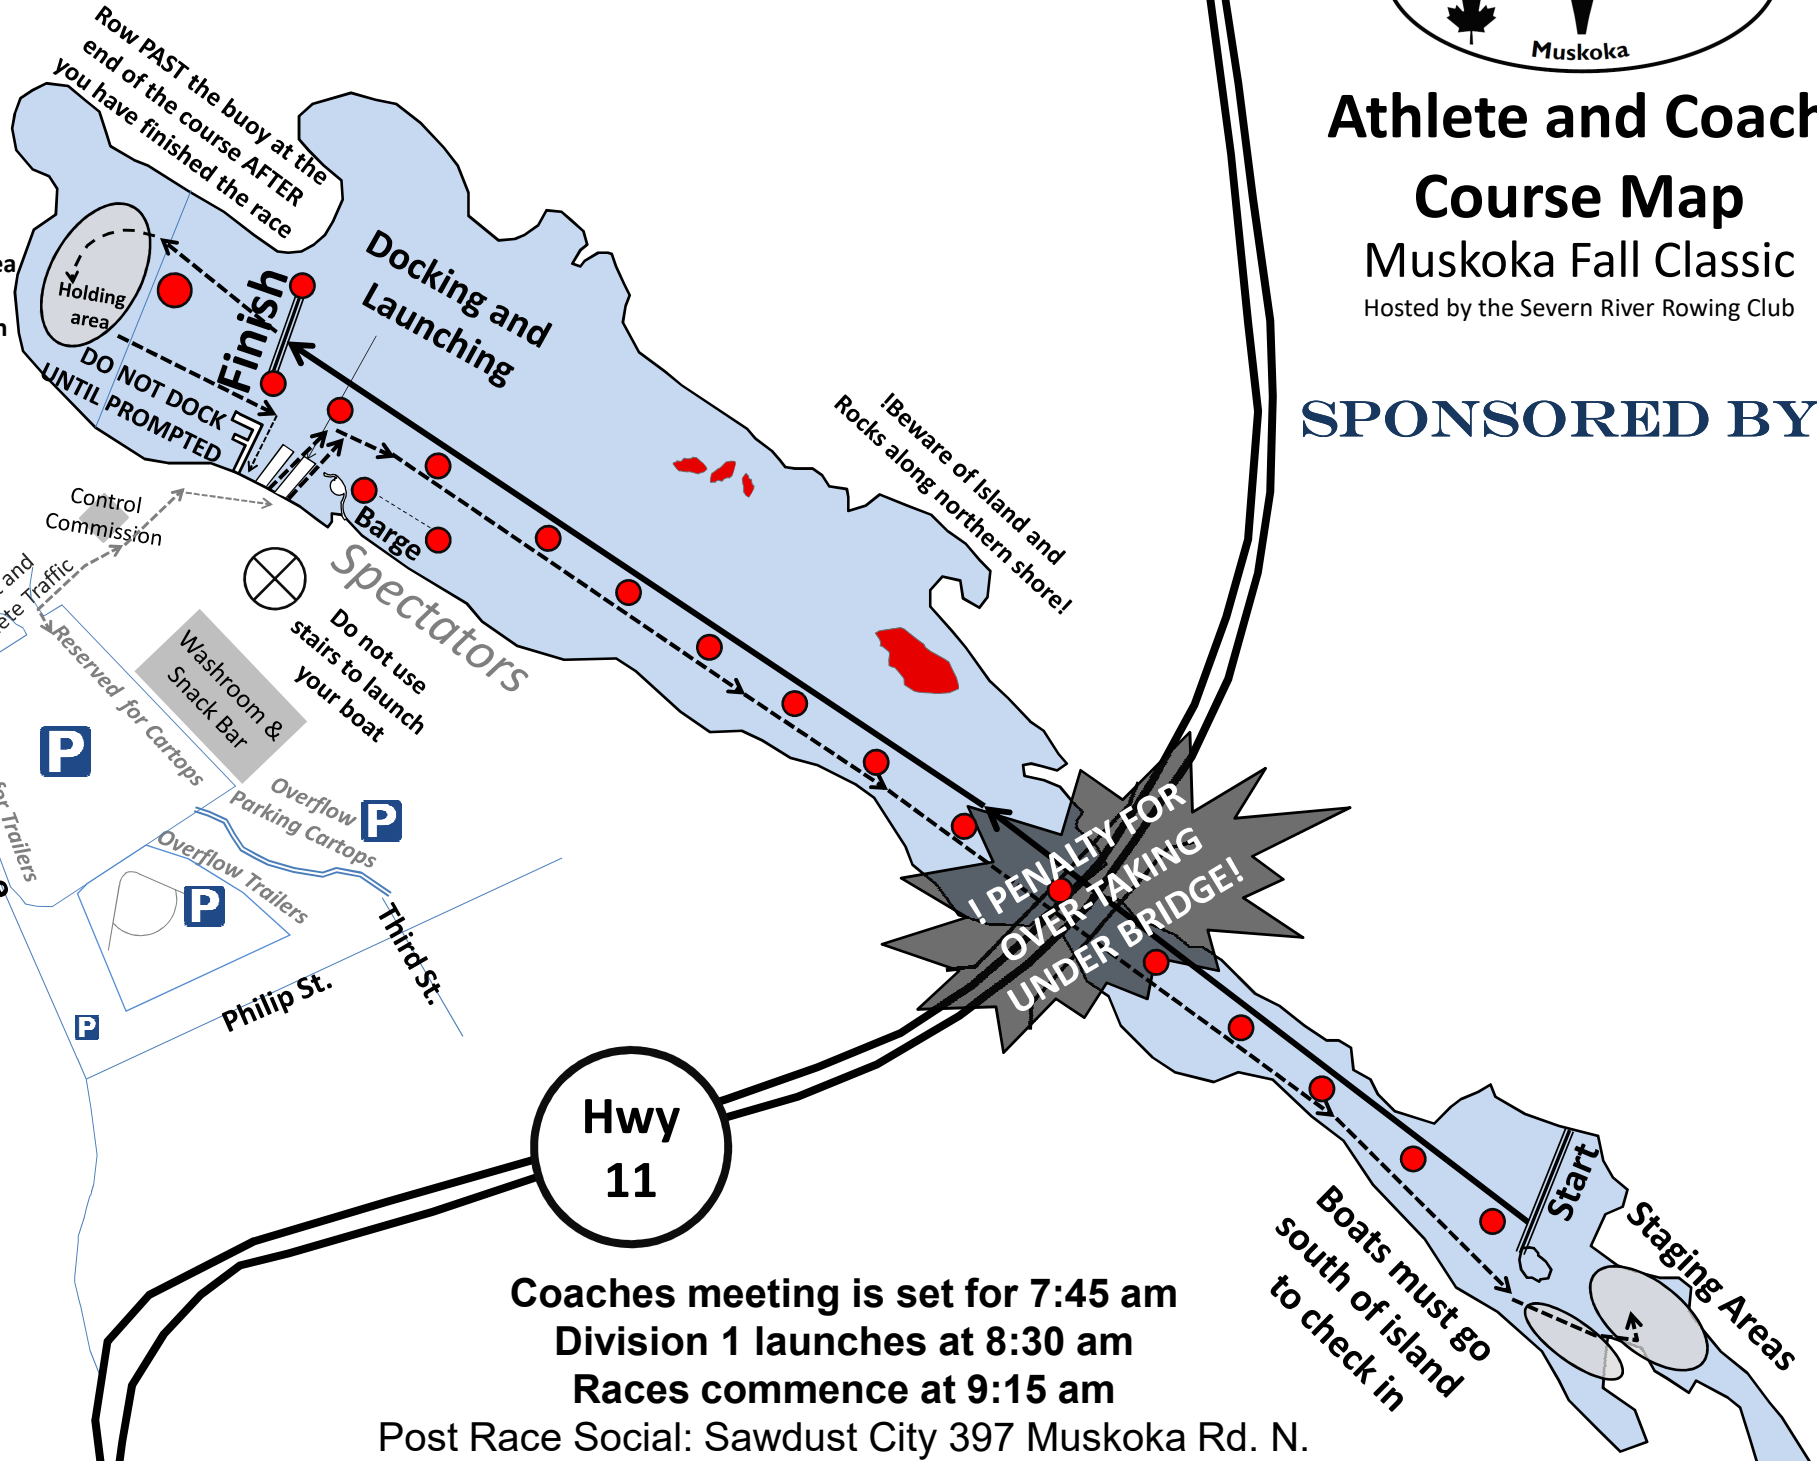 Muskoka
Athlete and Coach
Course Map
Muskoka Fall Classic
Hosted by the Severn River Rowing Club
SPONSORED BY
Row PAST the buoy at the
end of the course AFTER
you have finished the race
Docking and
Launching
Finish
Holding
area
DO NOT DOCK
UNTIL PROMPTED
!Beware of Island and
Rocks along northern shore!
Control
Commission
Barge
Spectators
and
Traffic
Do not use
stairs to launch
your boat
Washroom &
Snack Bar
Reserved for Cartops
P
for Trailers
Overflow
Parking Cartops
P
Overflow Trailers
P
Third St.
Philip St.
P
! PENALTY FOR
OVER-TAKING
UNDER BRIDGE!
Hwy
11
Start
Staging Areas
Boats must go
south of island
to check in
Coaches meeting is set for 7:45 am
Division 1 launches at 8:30 am
Races commence at 9:15 am
Post Race Social: Sawdust City 397 Muskoka Rd. N.